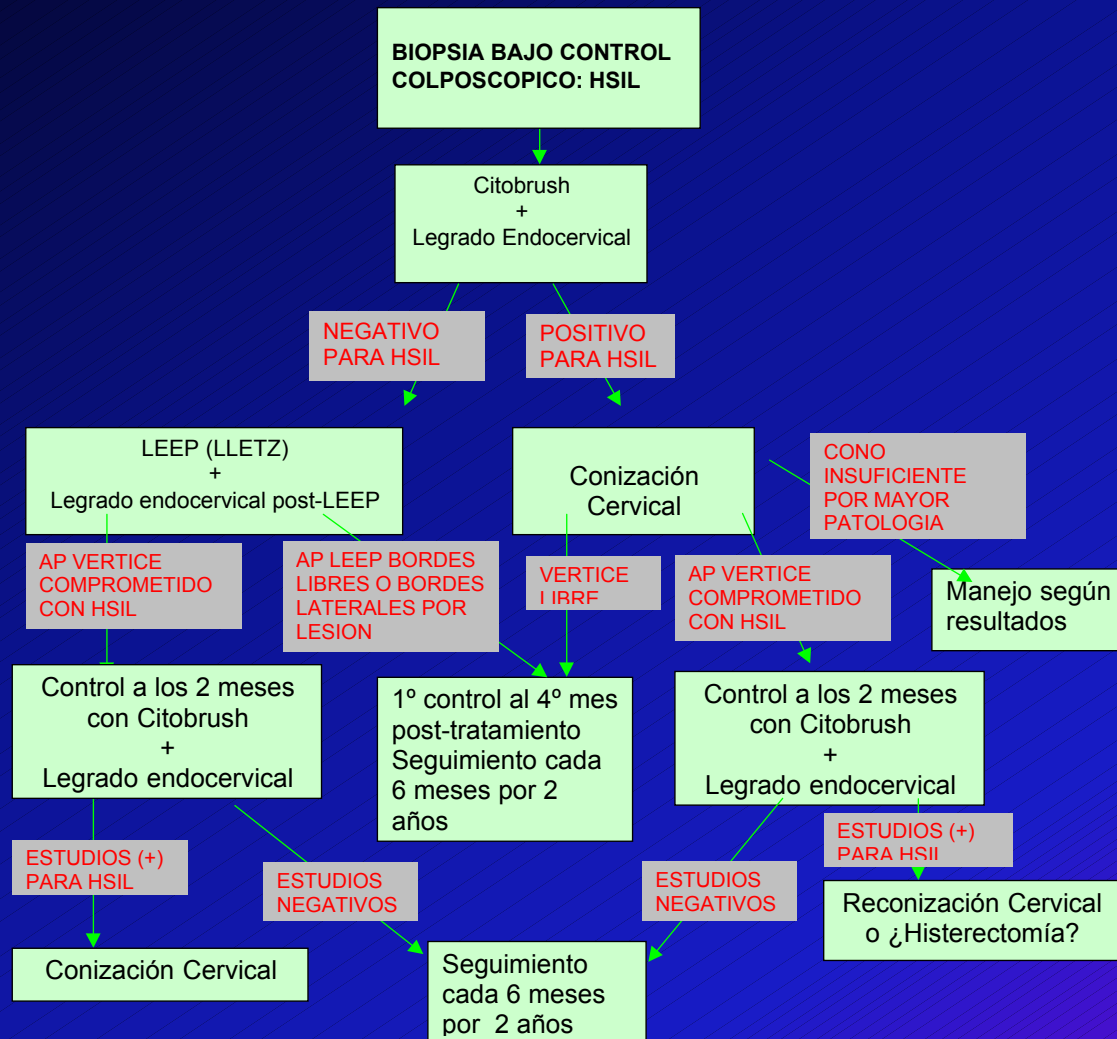 BIOPSIA BAJO CONTROL
COLPOSCOPICO: HSIL
Citobrush
+
Legrado Endocervical
NEGATIVO
PARA HSIL
POSITIVO
PARA HSIL
LEEP (LLETZ)
+
Legrado endocervical post-LEEP
Conización
Cervical
CONO
INSUFICIENTE
POR MAYOR
PATOLOGIA
AP VERTICE
COMPROMETIDO
CON HSIL
AP LEEP BORDES
LIBRES O BORDES
LATERALES POR
LESION
VERTICE
LIBRE
AP VERTICE
COMPROMETIDO
CON HSIL
Manejo según
resultados
Control a los 2 meses
con Citobrush
+
Legrado endocervical
1º control al 4º mes
post-tratamiento
Seguimiento cada
6 meses por 2
años
Control a los 2 meses
con Citobrush
+
Legrado endocervical
ESTUDIOS (+)
PARA HSIL
ESTUDIOS
NEGATIVOS
ESTUDIOS
NEGATIVOS
ESTUDIOS (+)
PARA HSIL
Conización Cervical
Seguimiento
cada 6 meses
por 2 años
Reconización Cervical
o ¿Histerectomía?